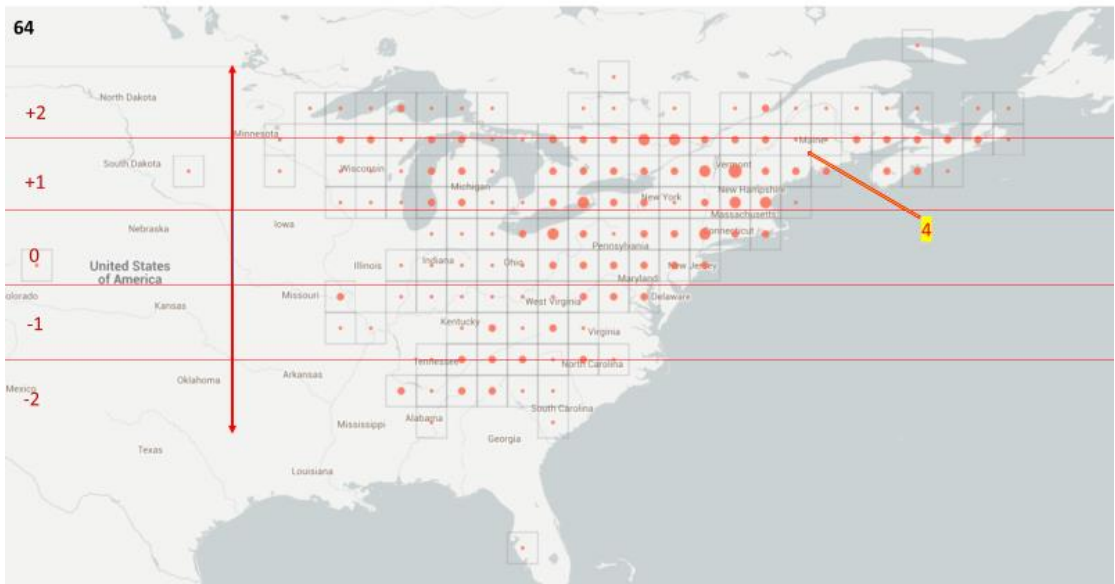 64
North Dakota
+2
Minnesota
Maine
South Dakota
Wisconsin
Vermont
+1
Michigan
New York
New Hampshire
Massachusetts
Iowa
Nebraska
Connecticut
4
Pennsylvania
0
United States
of America
Illinois
Indiana
Ohio
New Jersey
Maryland
olorado
Missouri
West Virginia
Delaware
Kansas
-1
Kentucky
Virginia
Tennessee
North Carolina
Oklahoma
Arkansas
Mexico
-2
South Carolina
Mississippi
Alabama
Georgia
Texas
Louisiana